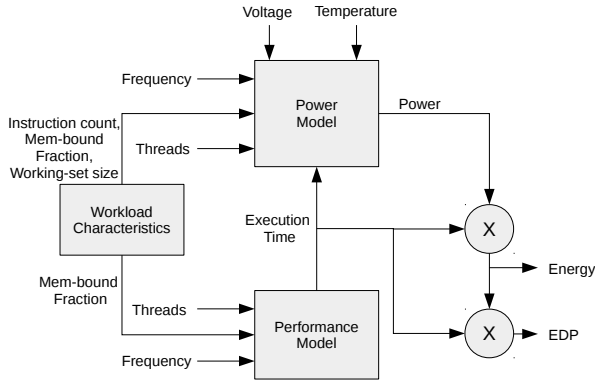 Voltage
Temperature
Frequency
Power
Model
Power
Instruction count,
Mem-bound
Fraction,
Working-set size
Threads
Workload
Characteristics
Execution
Time
X
Energy
Mem-bound
Fraction
Threads
Performance
Model
X
EDP
Frequency